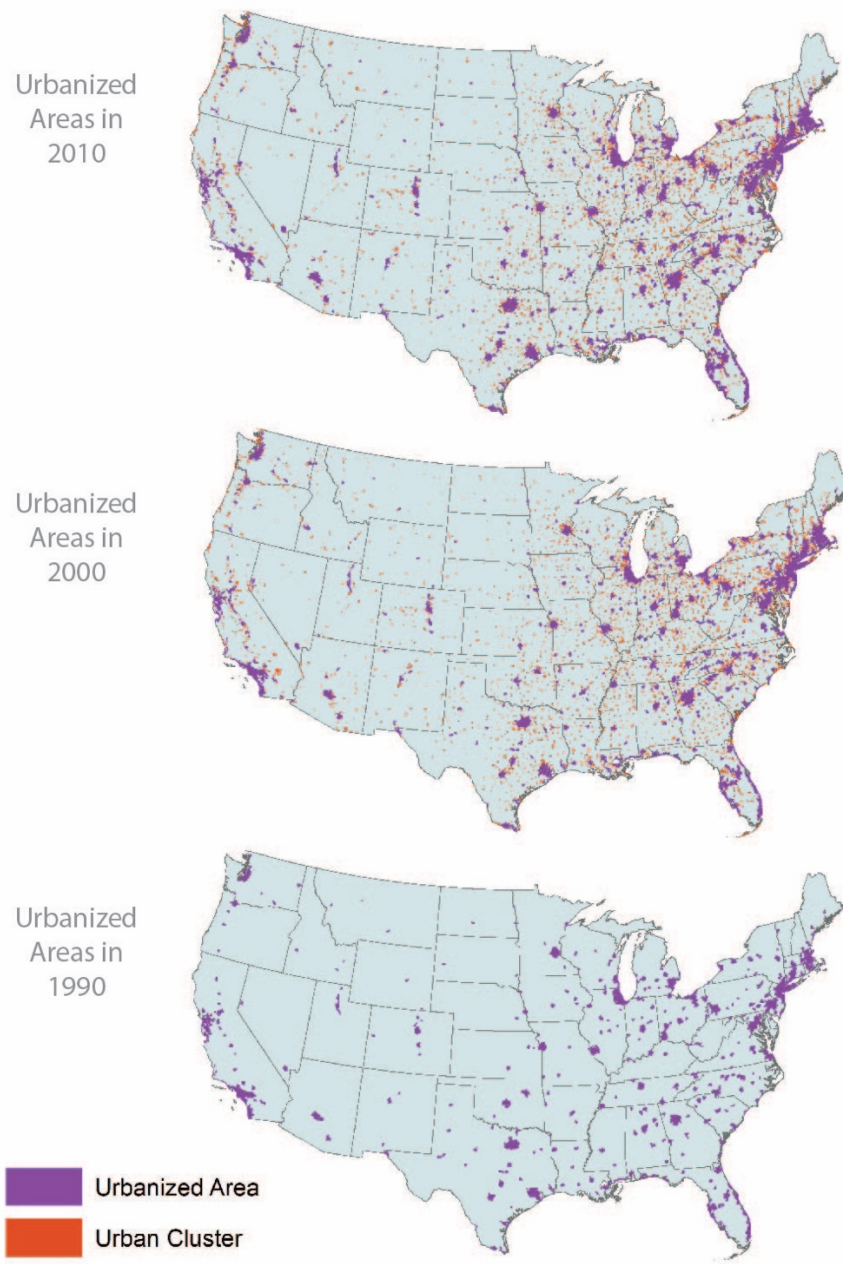 Urbanized
Areas in
2010
Urbanized
Areas in
2000
Urbanized
Areas in
1990
Urbanized Area
Urban Cluster